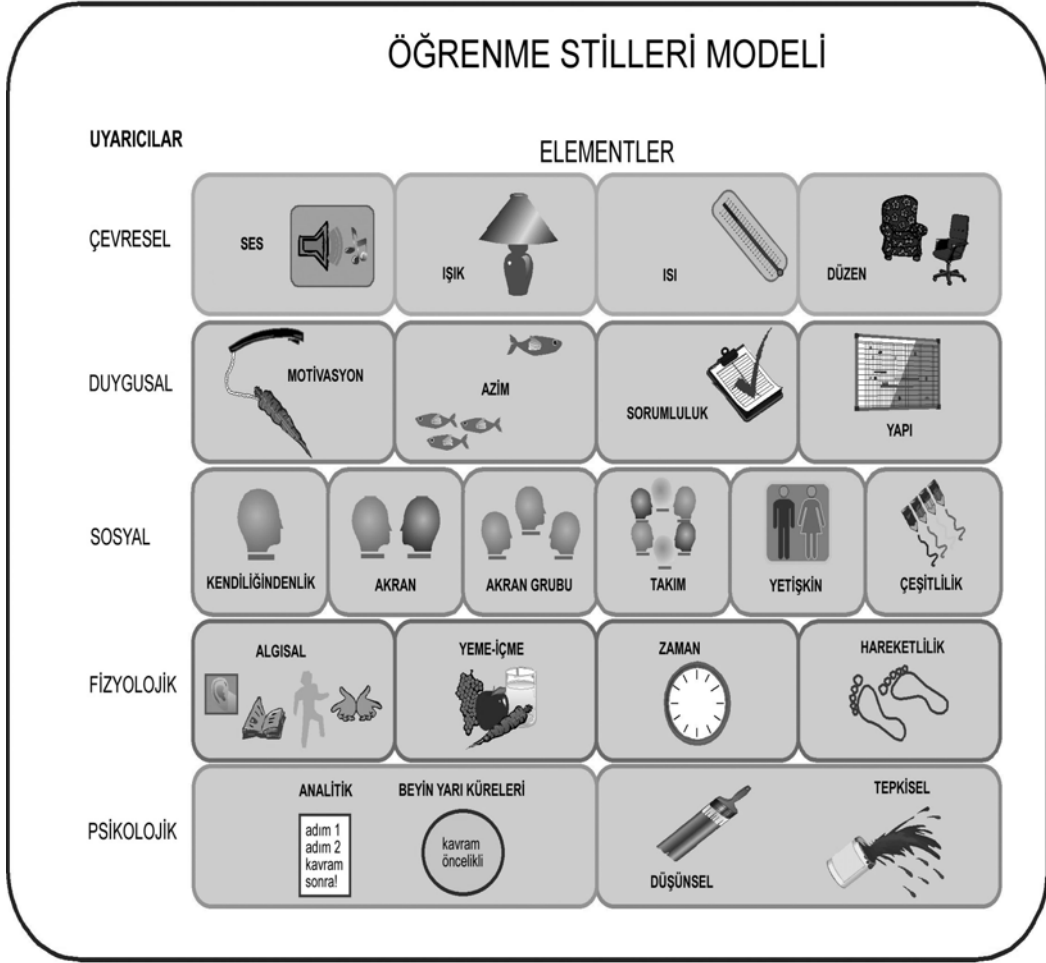 ÖĞRENME STİLLERİ MODELİ
UYARICILAR
ELEMENTLER
ÇEVRESEL
SES
IŞIK
ISI
DÜZEN
DUYGUSAL
MOTİVASYON
AZİM
SORUMLULUK
YAPI
SOSYAL
KENDİLİĞİNDENLİK
AKRAN
AKRAN GRUBU
TAKIM
YETİŞKİN
ÇEŞİTLİLİK
FİZYOLOJİK
ALGISAL
YEME-İÇME
ZAMAN
HAREKETLİLİK
PSİKOLOJİK
ANALİTİK
adım 1
adım 2
kavram
sonra!
BEYİN YARI KÜRELERİ
kavram
öncelikli
DÜŞÜNSEL
TEPKİSEL